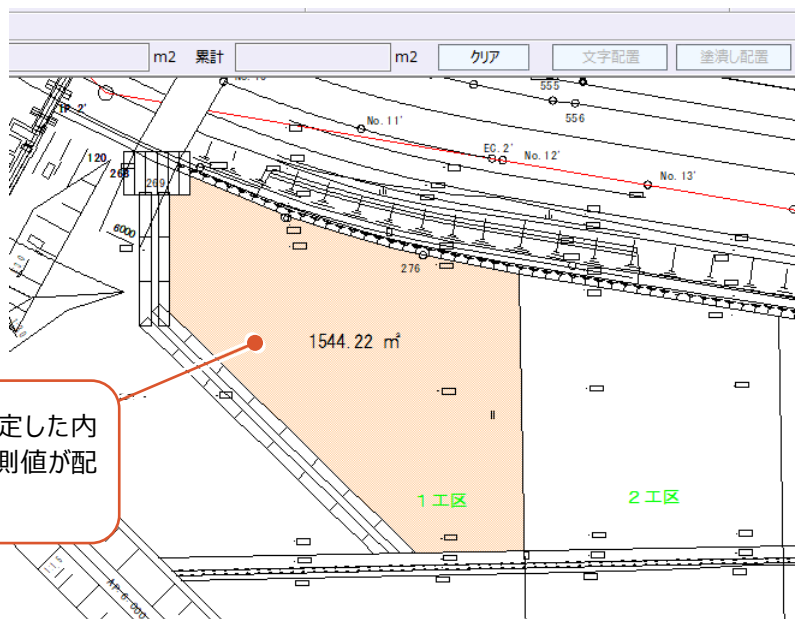 m2 累計 m2 クリア 文字配置 塗潰し配置
555
556
No. 11'
EC. 2'
No. 12'
No. 13'
120
268
269
6000
276
1544.22 ㎡
定した内
測値が配
1工区
2工区